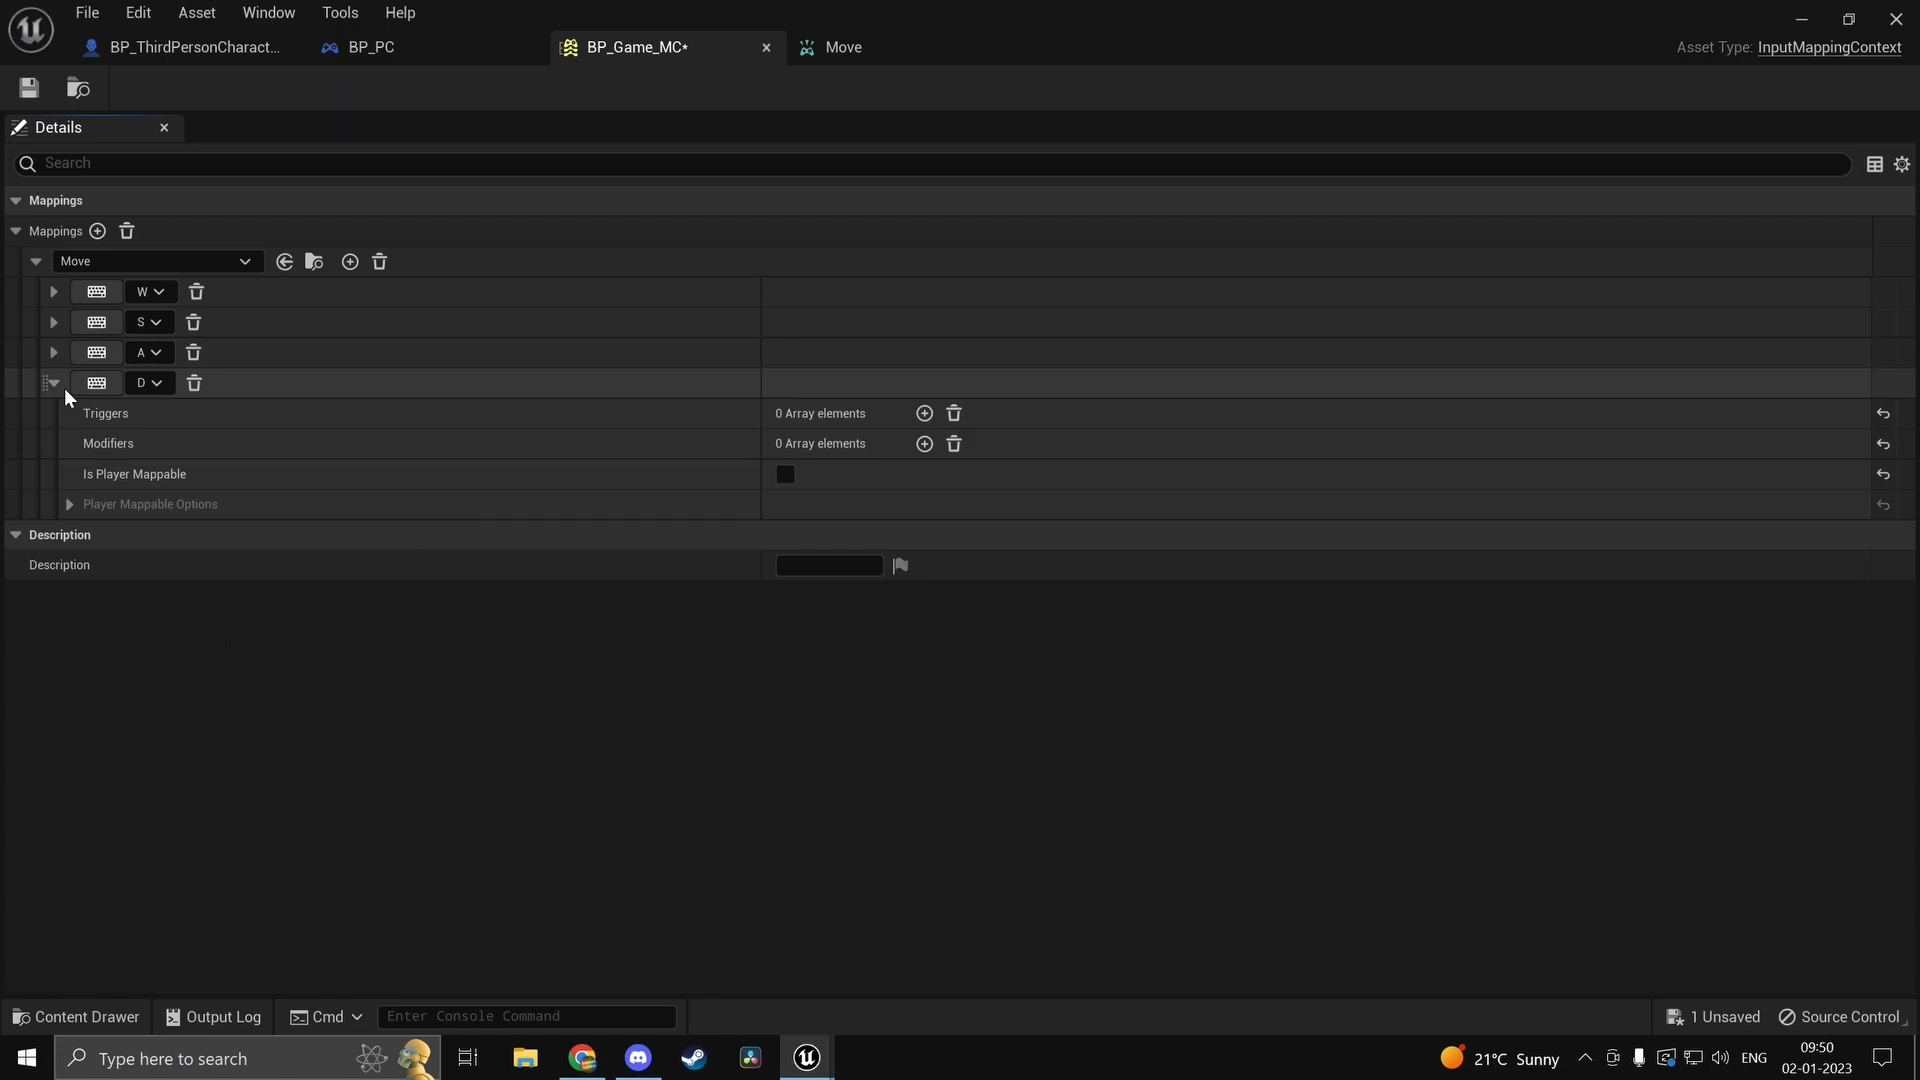 File Edit Asset Window Tools Help
BP_ThirdPersonCharact... BP_PC BP_Game_MC* Move Asset Type: InputMappingContext
Details
Search
Mappings
Mappings
Move
W
S
A
D
Triggers 0 Array elements
Modifiers 0 Array elements
Is Player Mappable
Player Mappable Options
Description
Description
Content Drawer Output Log Cmd Enter Console Command 1 Unsaved Source Control
Type here to search 21°C Sunny ENG 09:50
02-01-2023